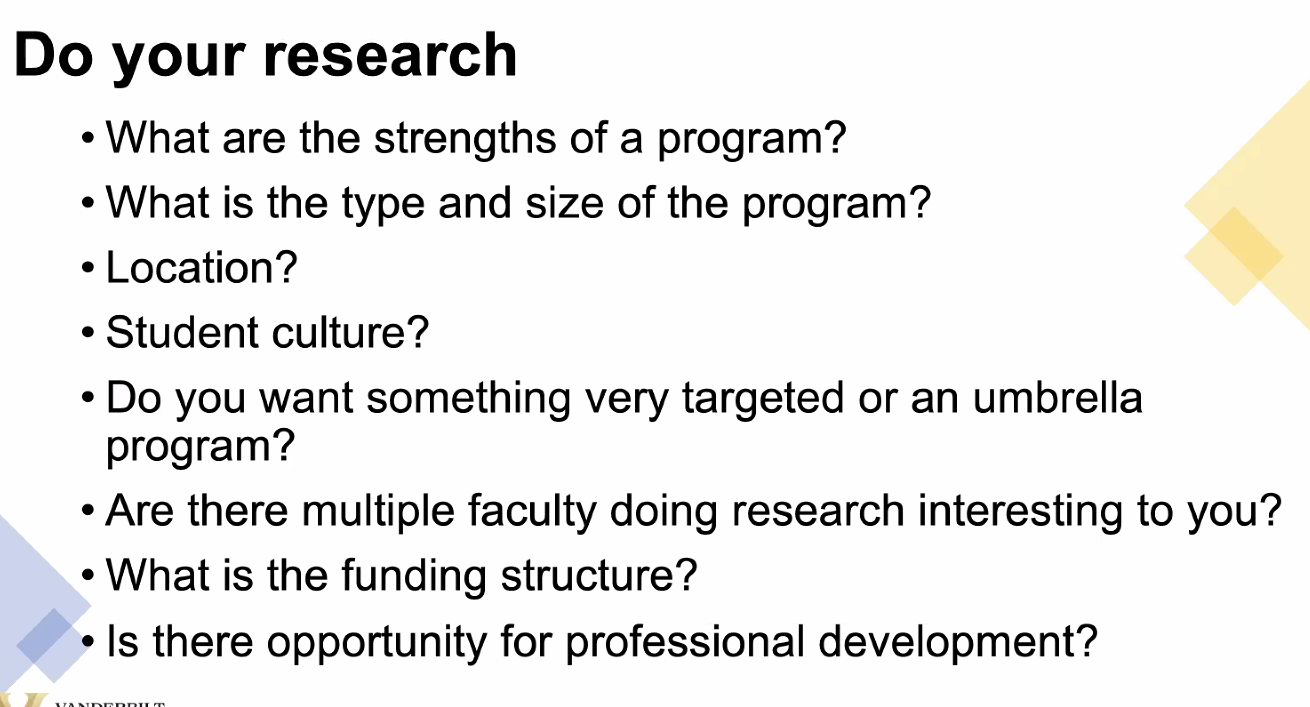 Do your research
• What are the strengths of a program?
• What is the type and size of the program?
• Location?
• Student culture?
• Do you want something very targeted or an umbrella
program?
• Are there multiple faculty doing research interesting to you?
• What is the funding structure?
• Is there opportunity for professional development?
VANDERBILT